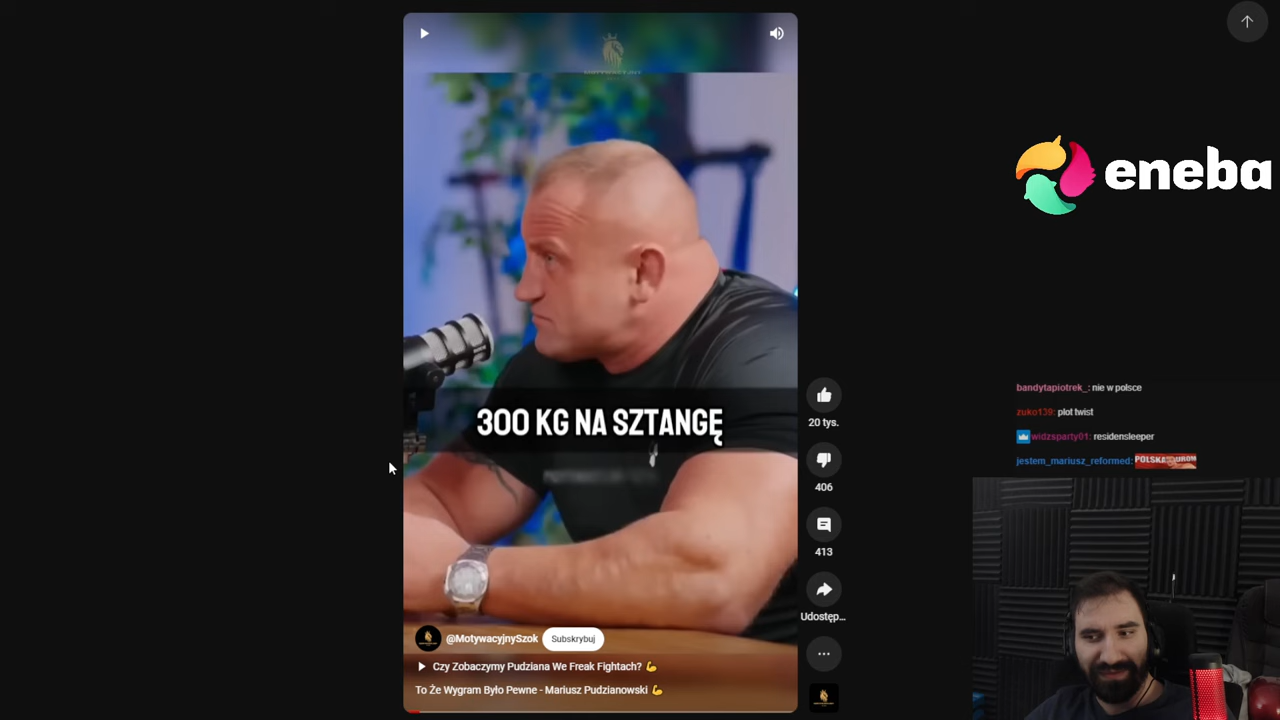 eneba
300 KG NA SZTANGĘ
20 tys.
406
413
Udostęp...
@MotywacyjnySzok
Subskrybuj
Czy Zobaczymy Pudziana We Freak Fightach? 💪
To Że Wygram Było Pewne - Mariusz Pudzianowski 💪
bandytapiotrek_: nie w polsce
zuko139: plot twist
widzsparty01: residensleeper
jestem_mariusz_reformed: